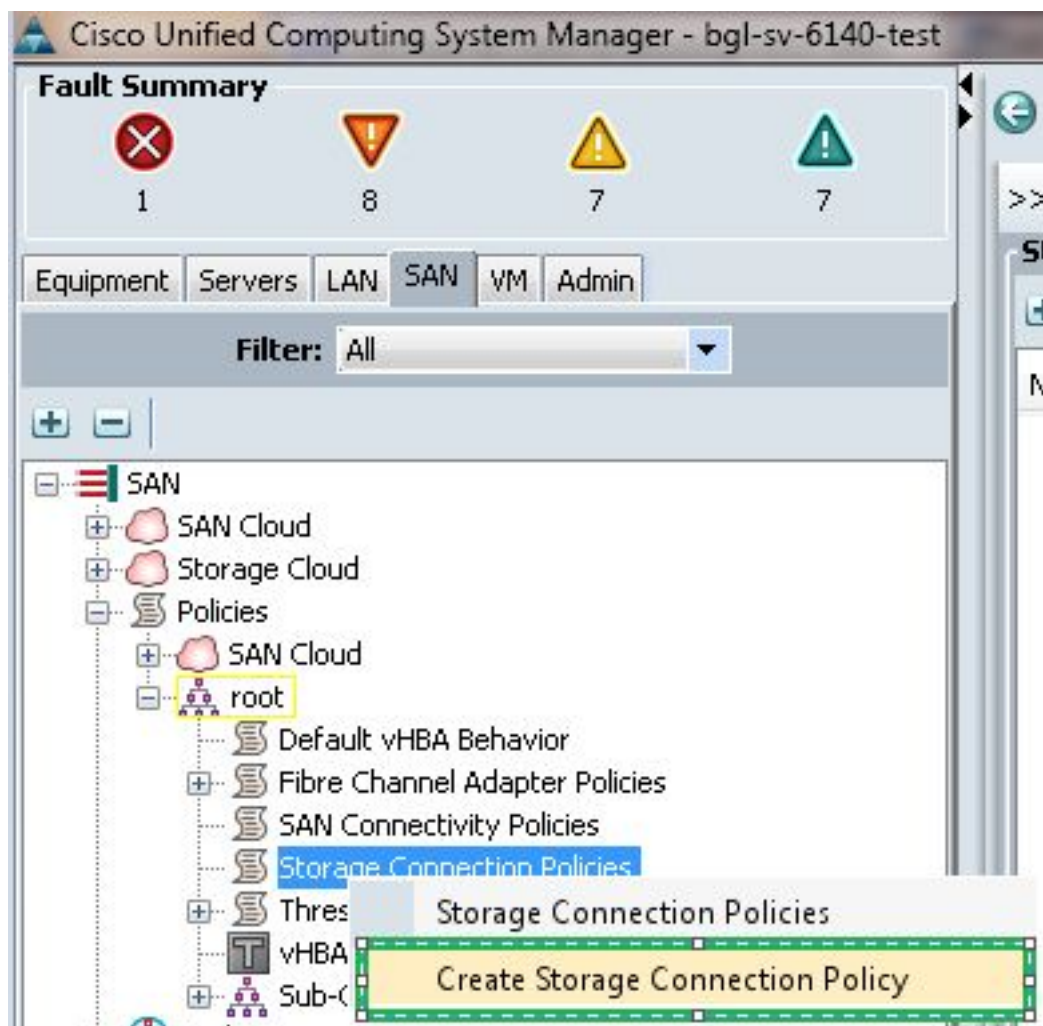 Cisco Unified Computing System Manager - bgl-sv-6140-test
Fault Summary
1 8 7 7
>>
Equipment Servers LAN SAN VM Admin
Filter: All
SAN
SAN Cloud
Storage Cloud
Policies
SAN Cloud
root
Default vHBA Behavior
Fibre Channel Adapter Policies
SAN Connectivity Policies
Storage Connection Policies
Thres
Storage Connection Policies
vHBA
Create Storage Connection Policy
Sub-